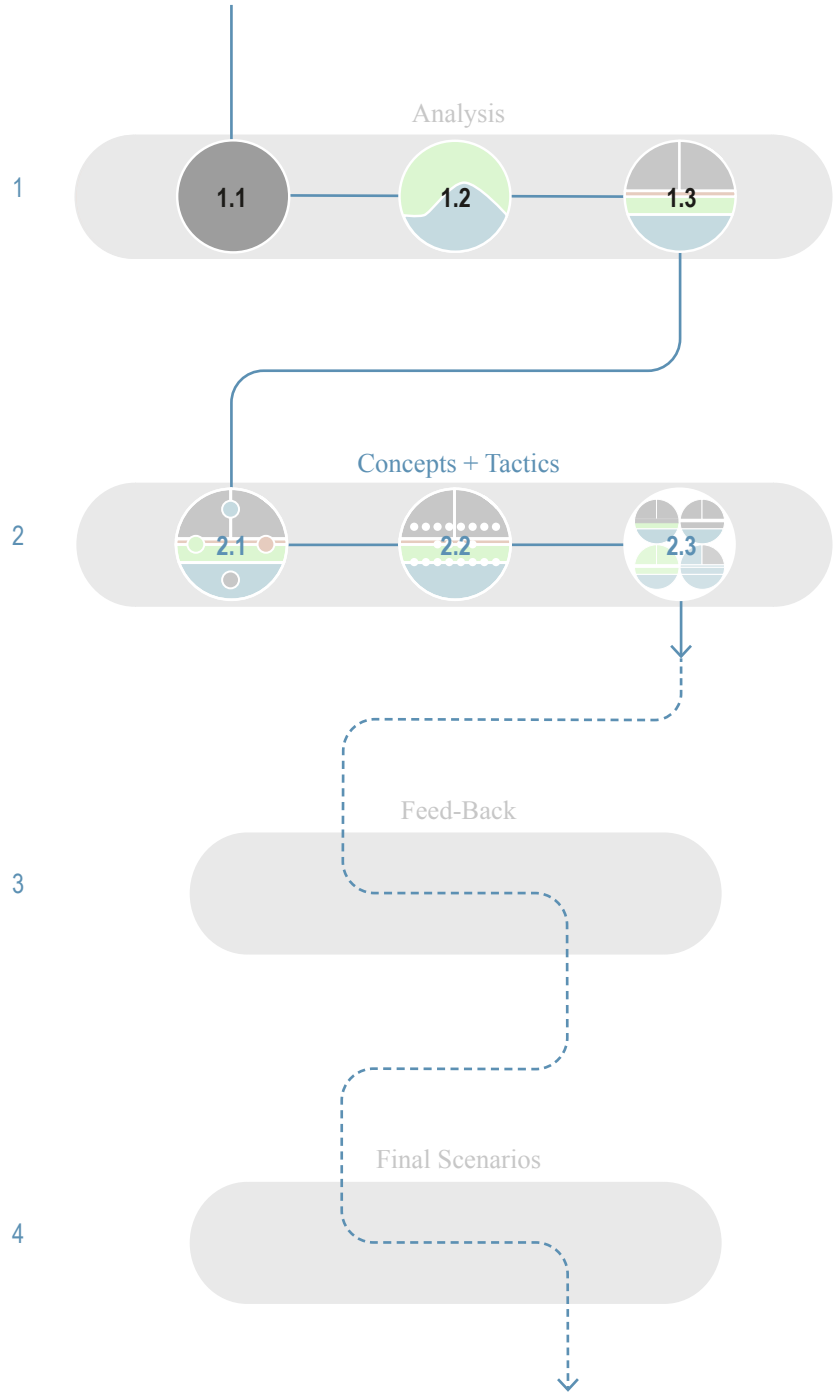 Analysis
1
1.1
1.2
1.3
Concepts + Tactics
2
2.1
2.2
2.3
Feed-Back
3
Final Scenarios
4